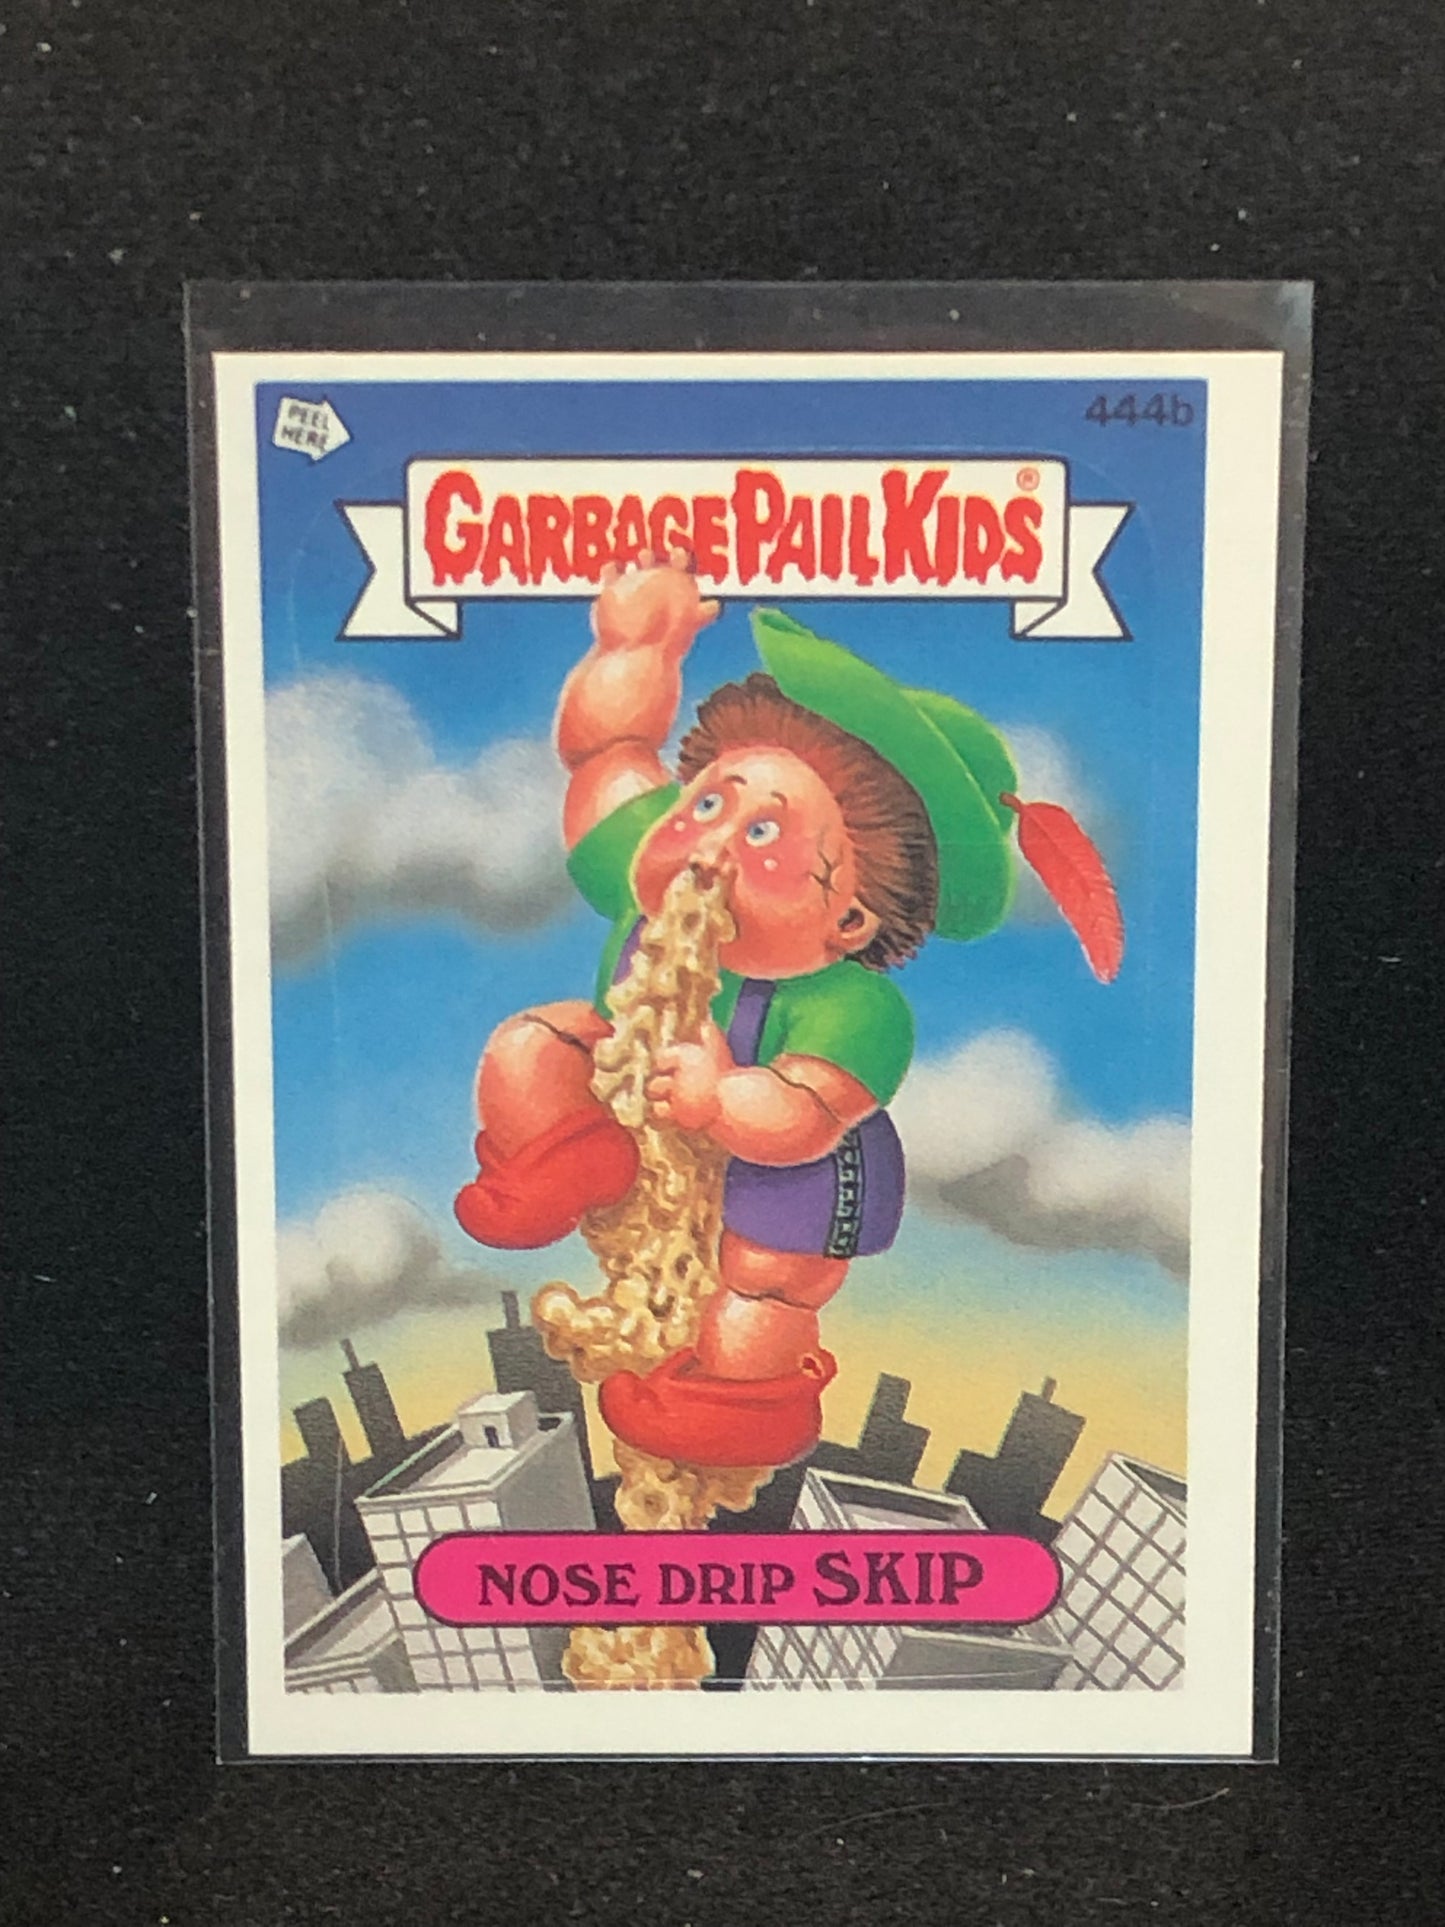 PEEL
HERE
444b
GARBAGE PAIL KIDS®
NOSE DRIP SKIP